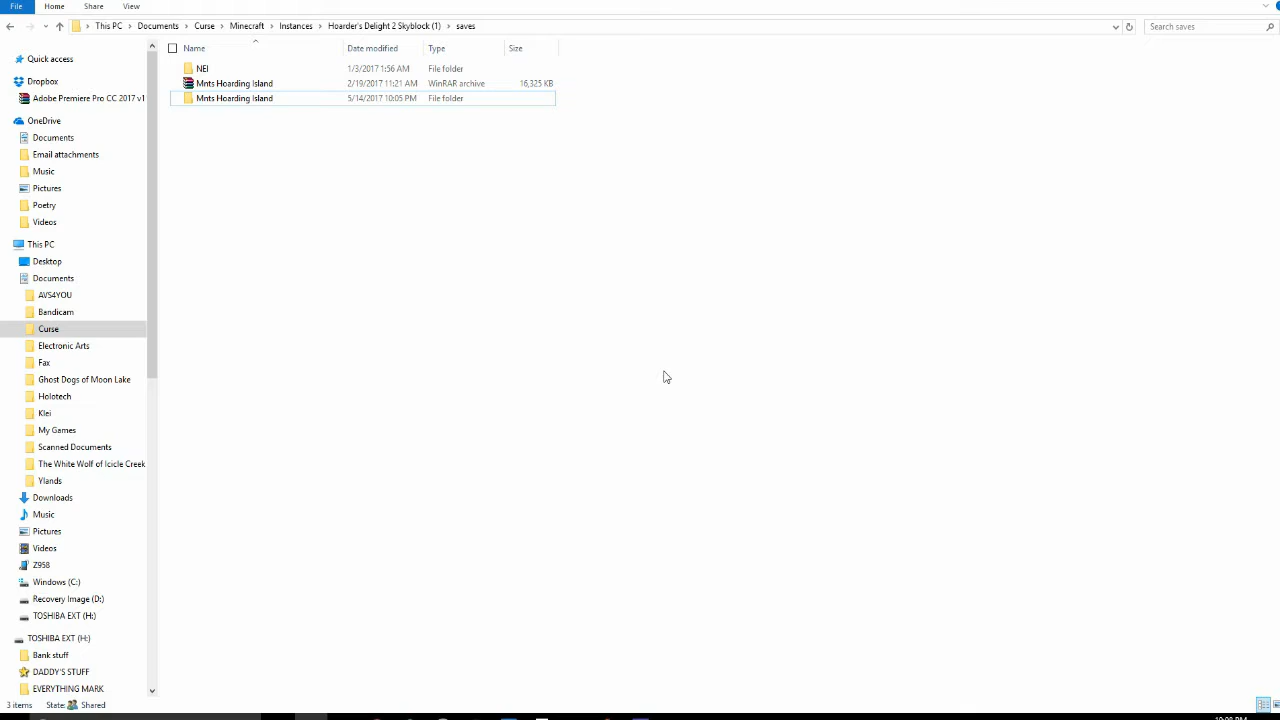 File Home Share View
This PC Documents Curse Minecraft Instances Hoarder's Delight 2 Skyblock (1) saves Search saves
Name Date modified Type Size
NEI 1/3/2017 1:56 AM File folder
Mnts Hoarding Island 2/19/2017 11:21 AM WinRAR archive 16,325 KB
Mnts Hoarding Island 5/14/2017 10:05 PM File folder
Quick access
Dropbox
Adobe Premiere Pro CC 2017 v1
OneDrive
Documents
Email attachments
Music
Pictures
Poetry
Videos
This PC
Desktop
Documents
AVS4YOU
Bandicam
Curse
Electronic Arts
Fax
Ghost Dogs of Moon Lake
Holotech
Klei
My Games
Scanned Documents
The White Wolf of Icicle Creek
Ylands
Downloads
Music
Pictures
Videos
Z958
Windows (C:)
Recovery Image (D:)
TOSHIBA EXT (H:)
TOSHIBA EXT (H:)
Bank stuff
DADDY'S STUFF
EVERYTHING MARK
3 items State: Shared